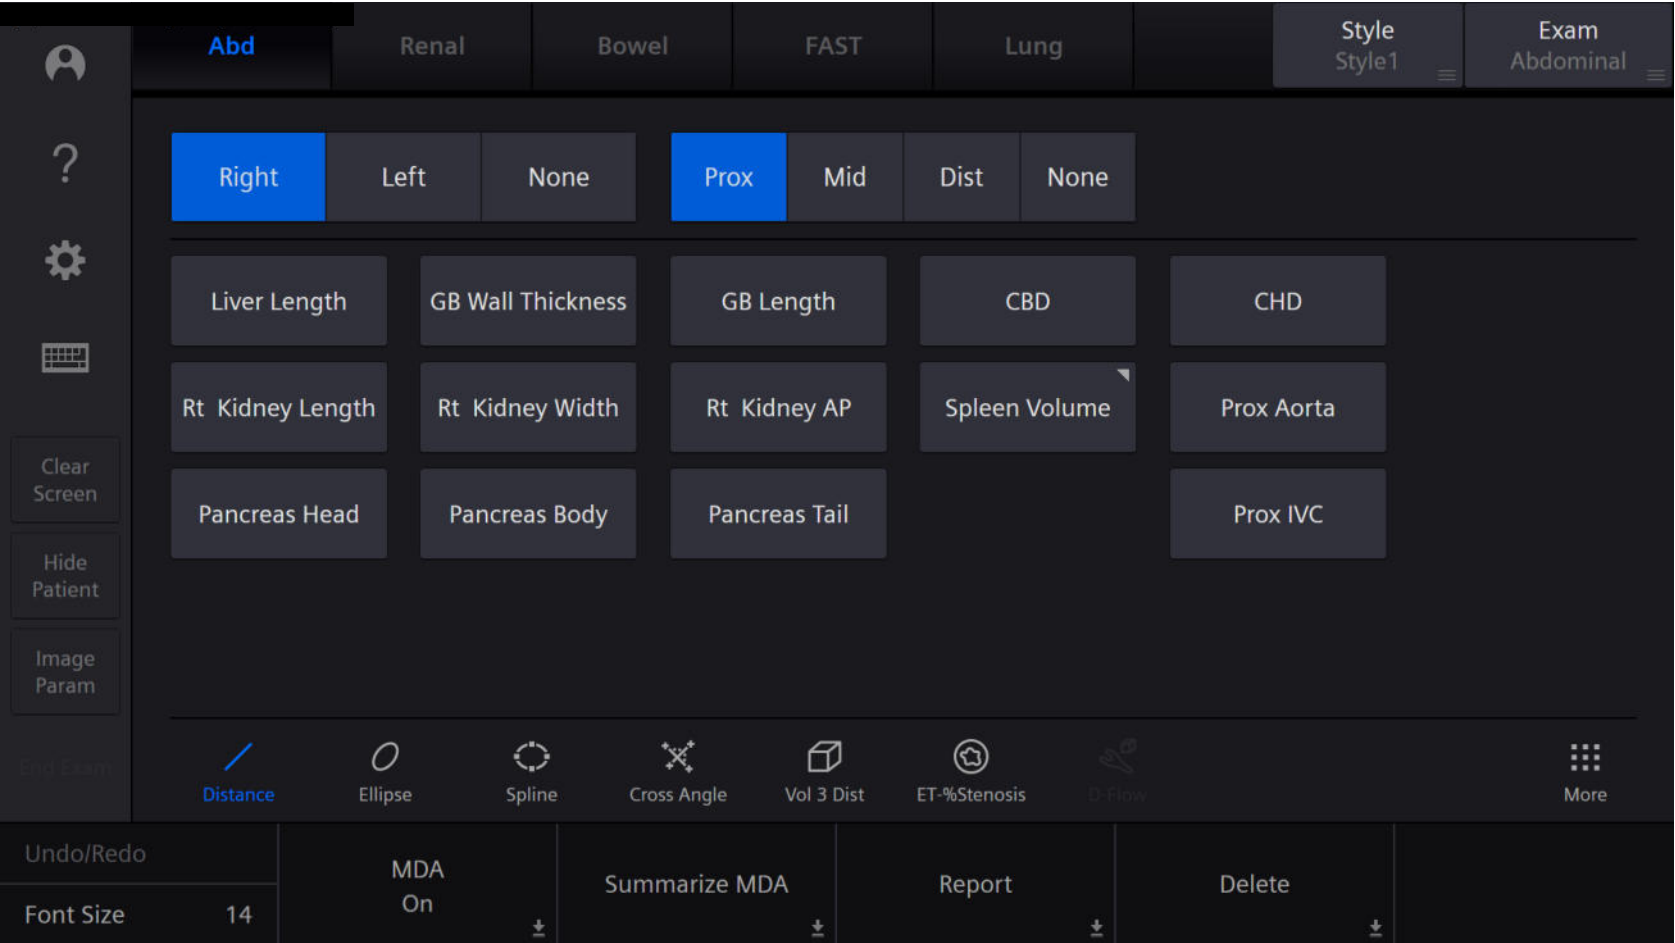 Abd Renal Bowel FAST Lung Style Exam
Style1 Abdominal
Right Left None Prox Mid Dist None
Liver Length GB Wall Thickness GB Length CBD CHD
Rt Kidney Length Rt Kidney Width Rt Kidney AP Spleen Volume Prox Aorta
Pancreas Head Pancreas Body Pancreas Tail Prox IVC
Clear
Screen
Hide
Patient
Image
Param
End Exam
Distance Ellipse Spline Cross Angle Vol 3 Dist ET-%Stenosis D-Flow More
Undo/Redo
Font Size 14
MDA
On
Summarize MDA
Report
Delete